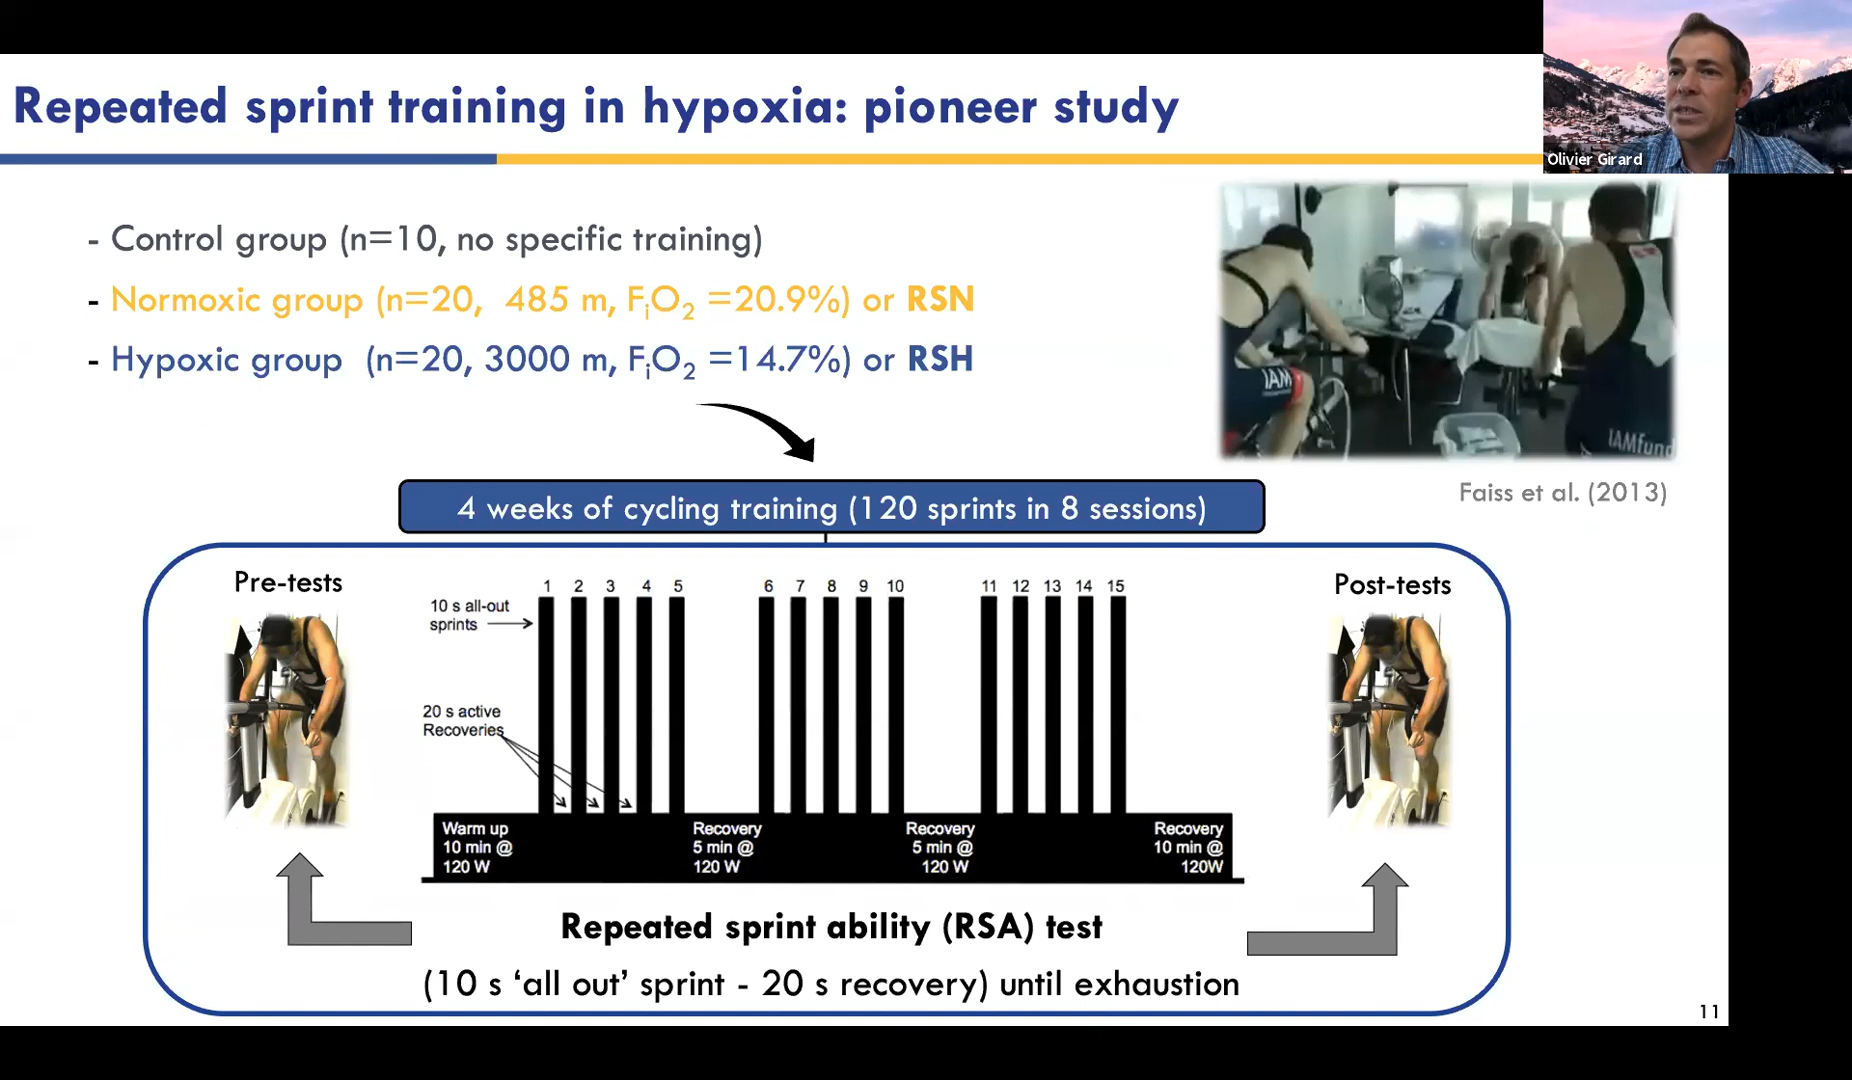 Repeated sprint training in hypoxia: pioneer study
Olivier Girard
- Control group (n=10, no specific training)
- Normoxic group (n=20, 485 m, FiO2 =20.9%) or RSN
- Hypoxic group (n=20, 3000 m, FiO2 =14.7%) or RSH
IAM
IAMfund
Faiss et al. (2013)
4 weeks of cycling training (120 sprints in 8 sessions)
Pre-tests
Post-tests
1 2 3 4 5 6 7 8 9 10 11 12 13 14 15
10 s all-out
sprints
20 s active
Recoveries
Warm up
10 min @
120 W
Recovery
5 min @
120 W
Recovery
5 min @
120 W
Recovery
10 min @
120W
Repeated sprint ability (RSA) test
(10 s ‘all out’ sprint - 20 s recovery) until exhaustion
11